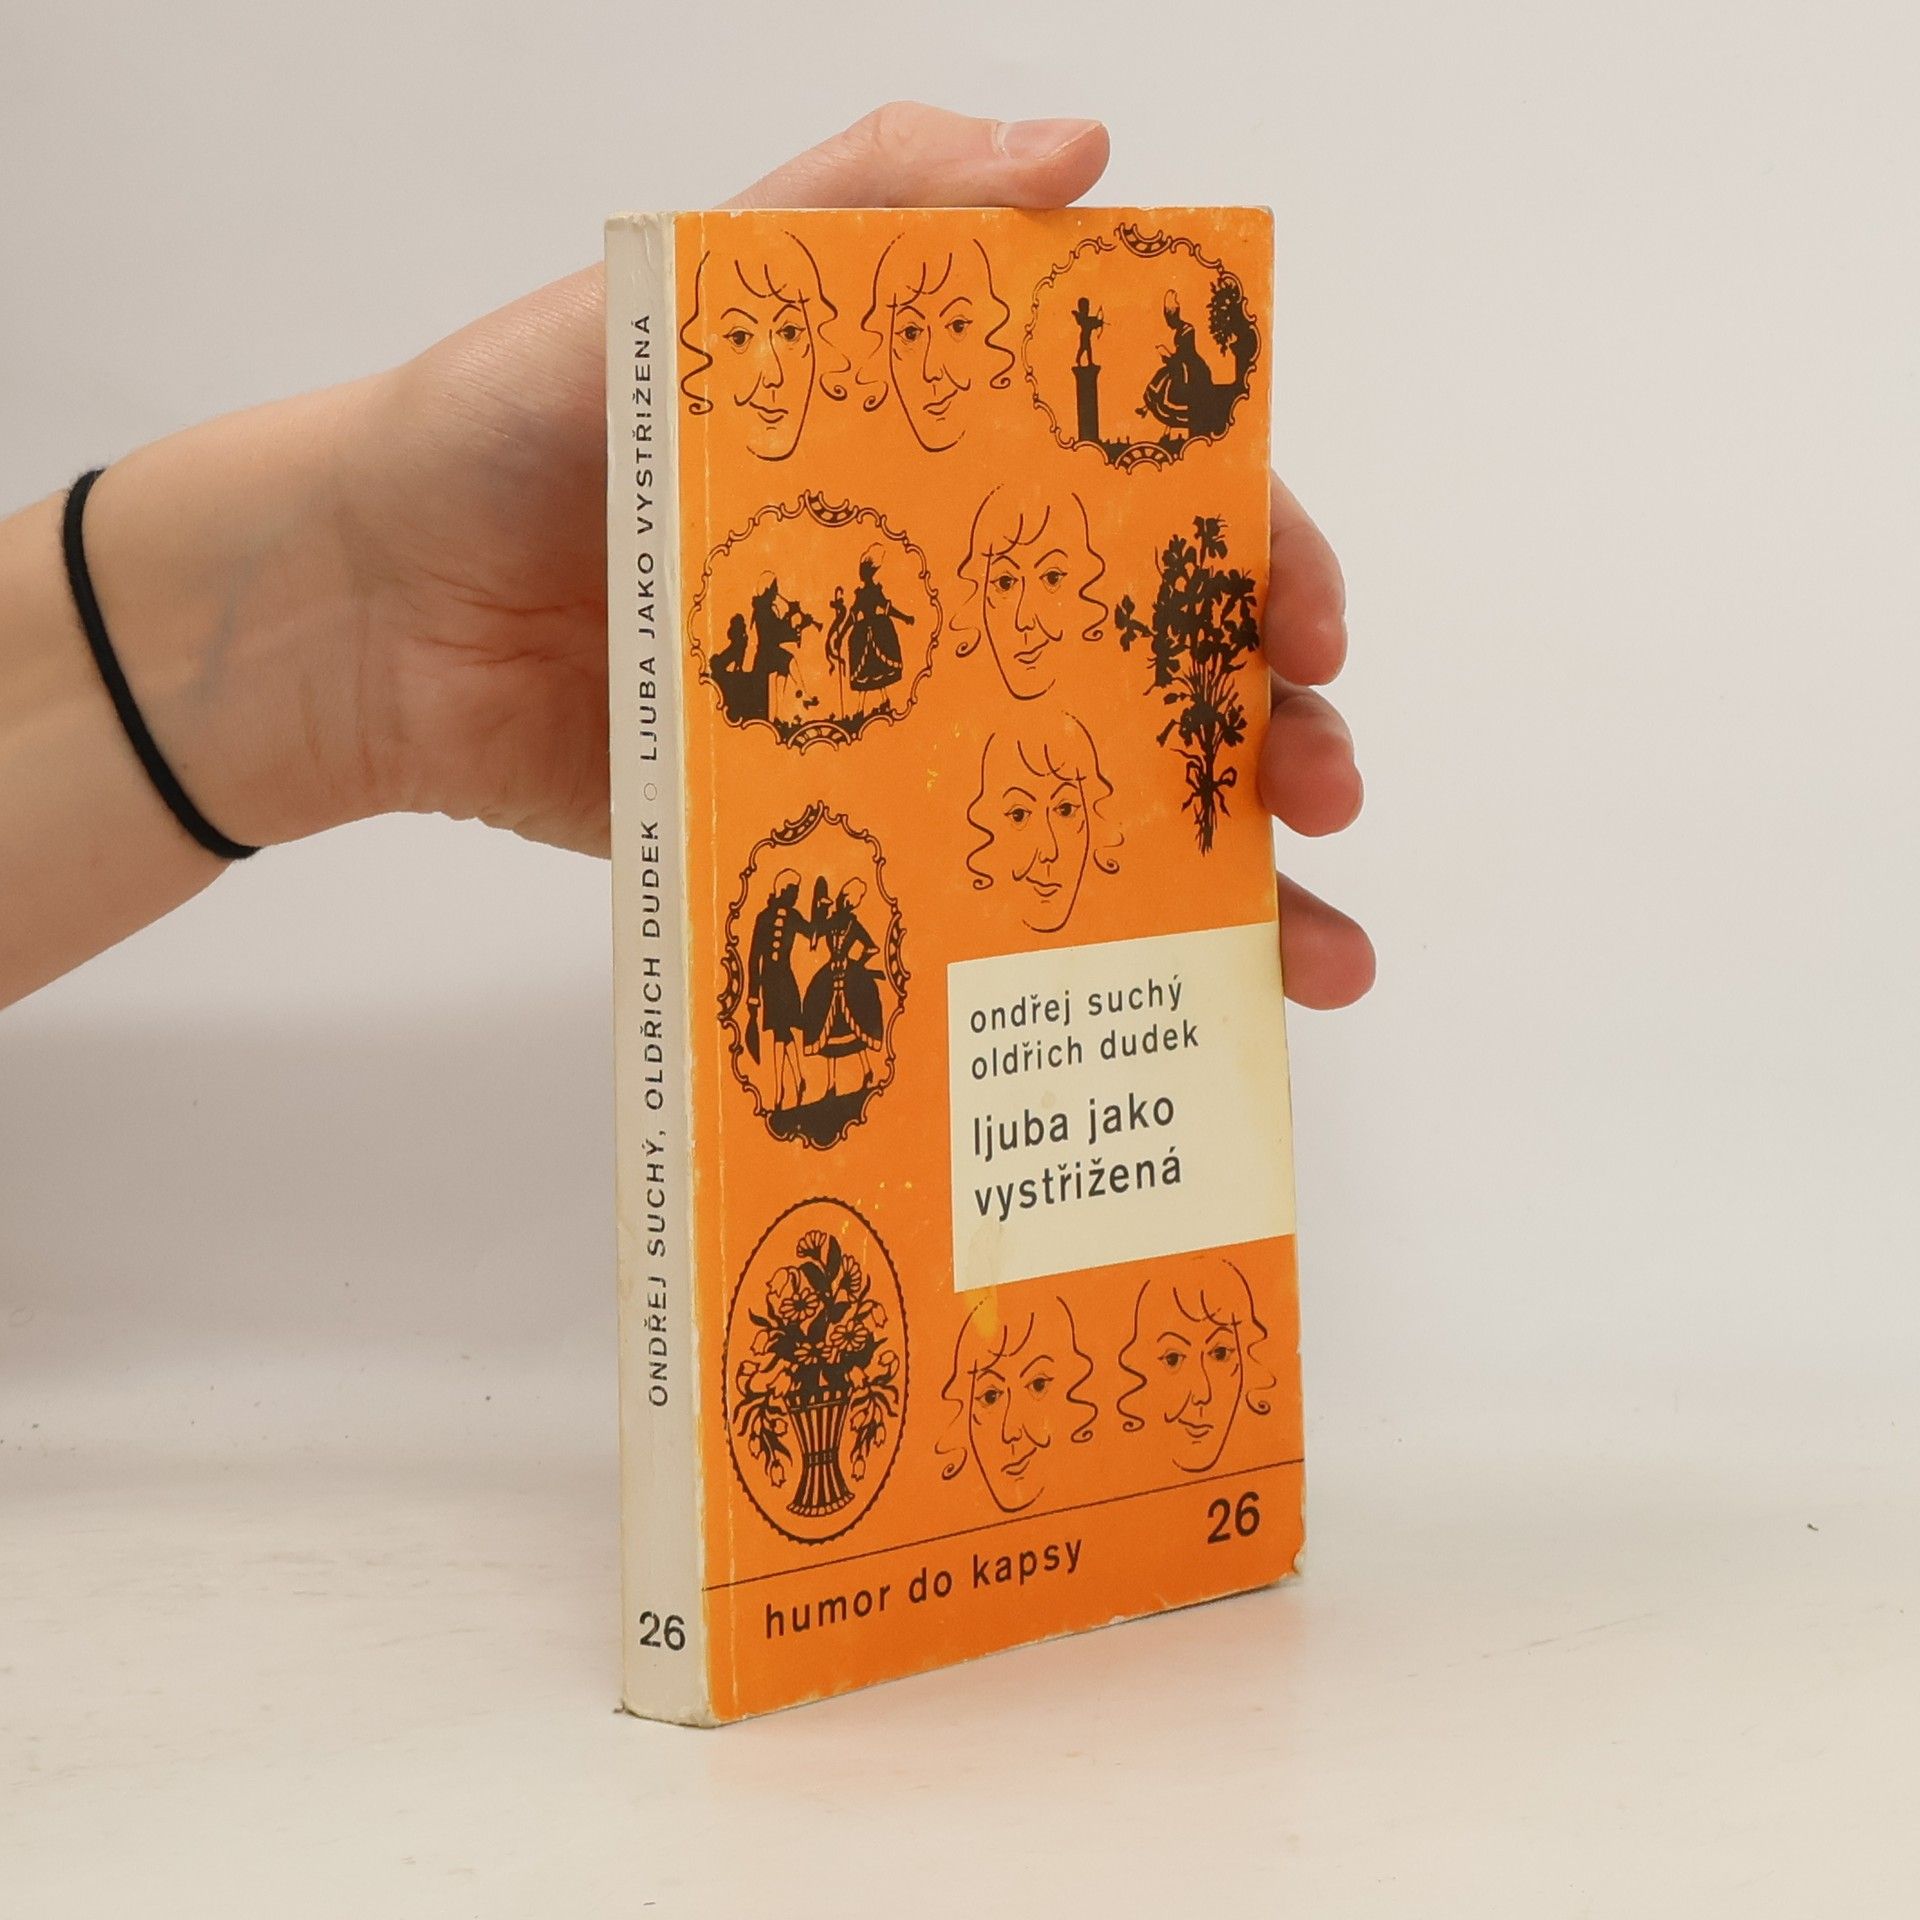 ONDŘEJ SUCHÝ, OLDŘICH DUDEK ○ LJUBA JAKO VYSTŘIŽENÁ
26
ondřej suchý
oldřich dudek
ljuba jako
vystřižená
humor do kapsy 26